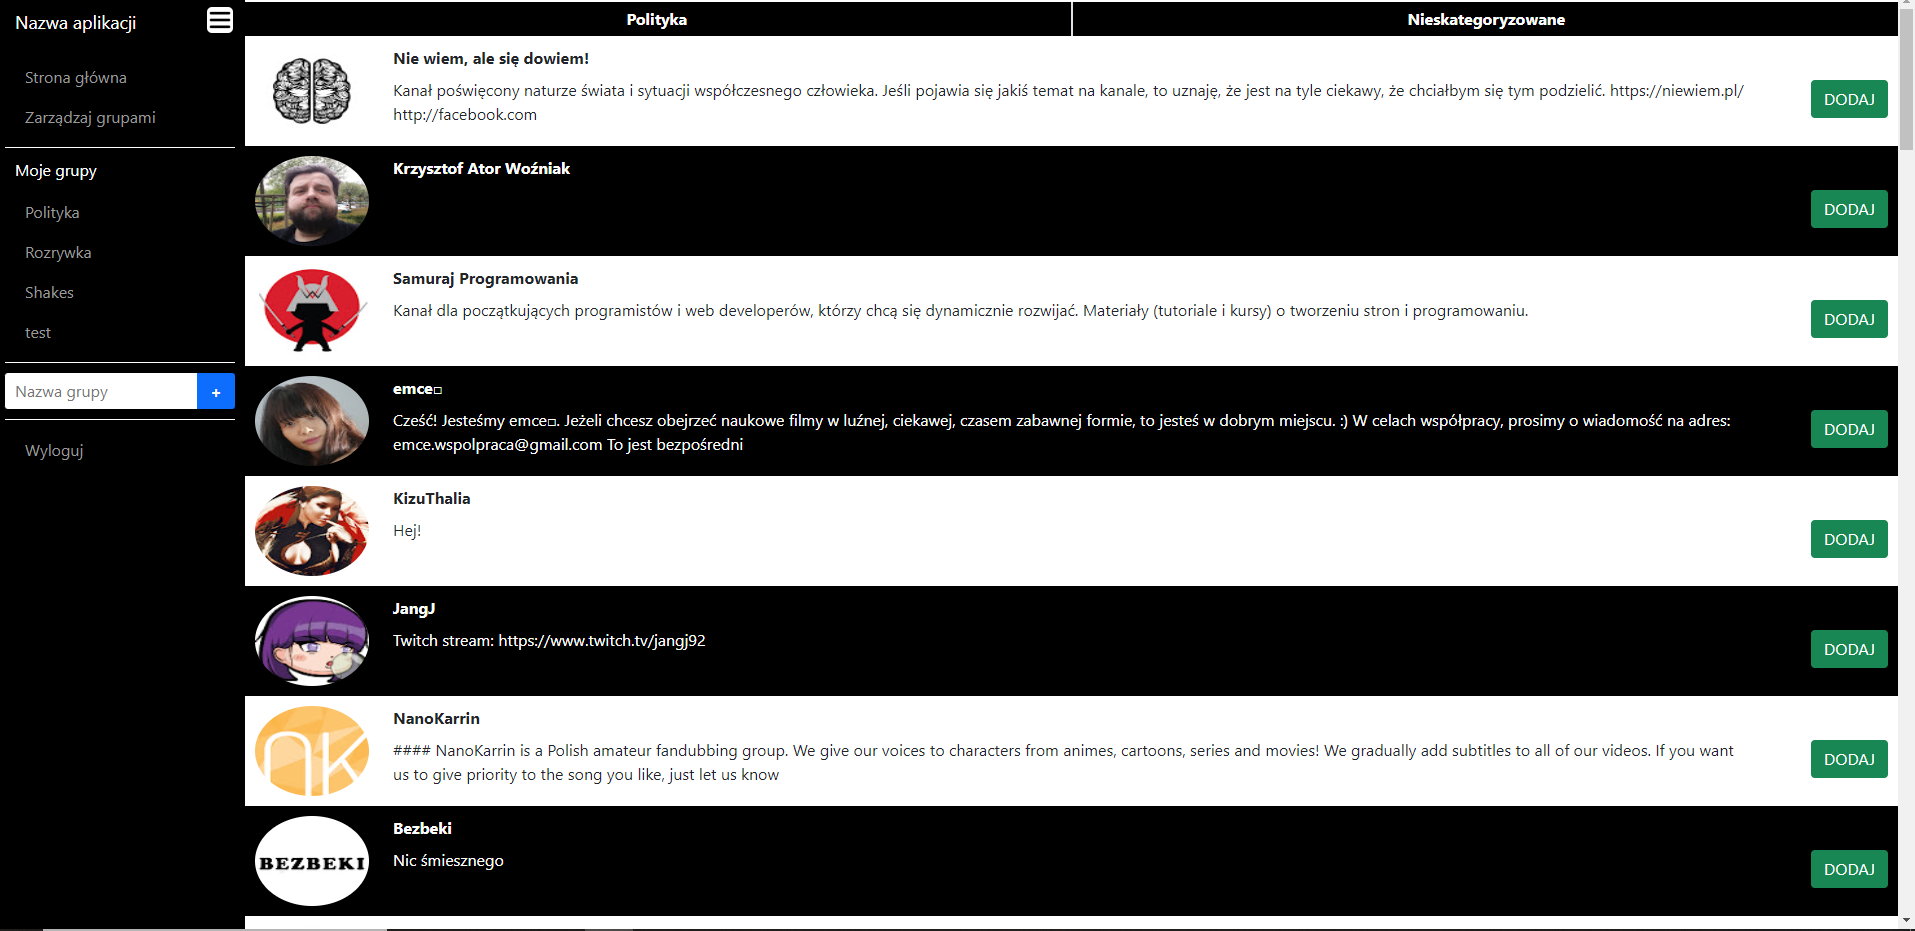 Nazwa aplikacji
Strona główna
Zarządzaj grupami
Moje grupy
Polityka
Rozrywka
Shakes
test
Nazwa grupy +
Wyloguj
Polityka Nieskategoryzowane
Nie wiem, ale się dowiem!
Kanał poświęcony naturze świata i sytuacji współczesnego człowieka. Jeśli pojawia się jakiś temat na kanale, to uznaję, że jest na tyle ciekawy, że chciałbym się tym podzielić. https://niewiem.pl/
http://facebook.com
DODAJ
Krzysztof Ator Woźniak
DODAJ
Samuraj Programowania
Kanał dla początkujących programistów i web developerów, którzy chcą się dynamicznie rozwijać. Materiały (tutoriale i kursy) o tworzeniu stron i programowaniu.
DODAJ
emce□
Cześć! Jesteśmy emce□. Jeżeli chcesz obejrzeć naukowe filmy w luźnej, ciekawej, czasem zabawnej formie, to jesteś w dobrym miejscu. :) W celach współpracy, prosimy o wiadomość na adres:
emce.wspolpraca@gmail.com To jest bezpośredni
DODAJ
KizuThalia
Hej!
DODAJ
JangJ
Twitch stream: https://www.twitch.tv/jangj92
DODAJ
NK
NanoKarrin
#### NanoKarrin is a Polish amateur fandubbing group. We give our voices to characters from animes, cartoons, series and movies! We gradually add subtitles to all of our videos. If you want
us to give priority to the song you like, just let us know
DODAJ
BEZBEKI
Bezbeki
Nic śmiesznego
DODAJ